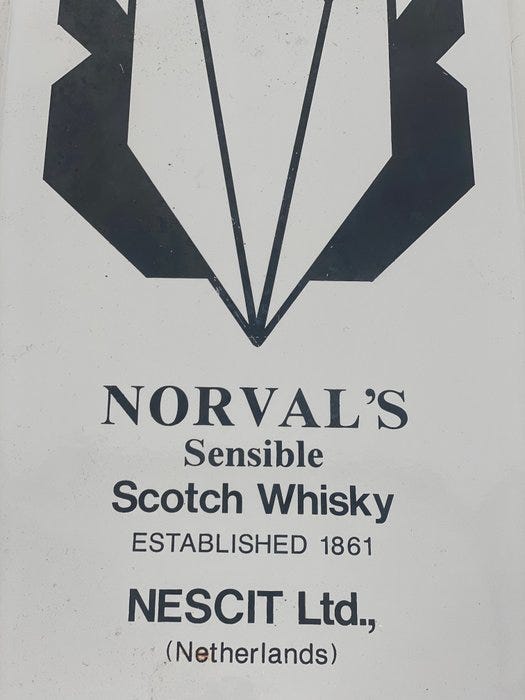 NORVAL'S
Sensible
Scotch Whisky
ESTABLISHED 1861
NESCIT Ltd.,
(Netherlands)